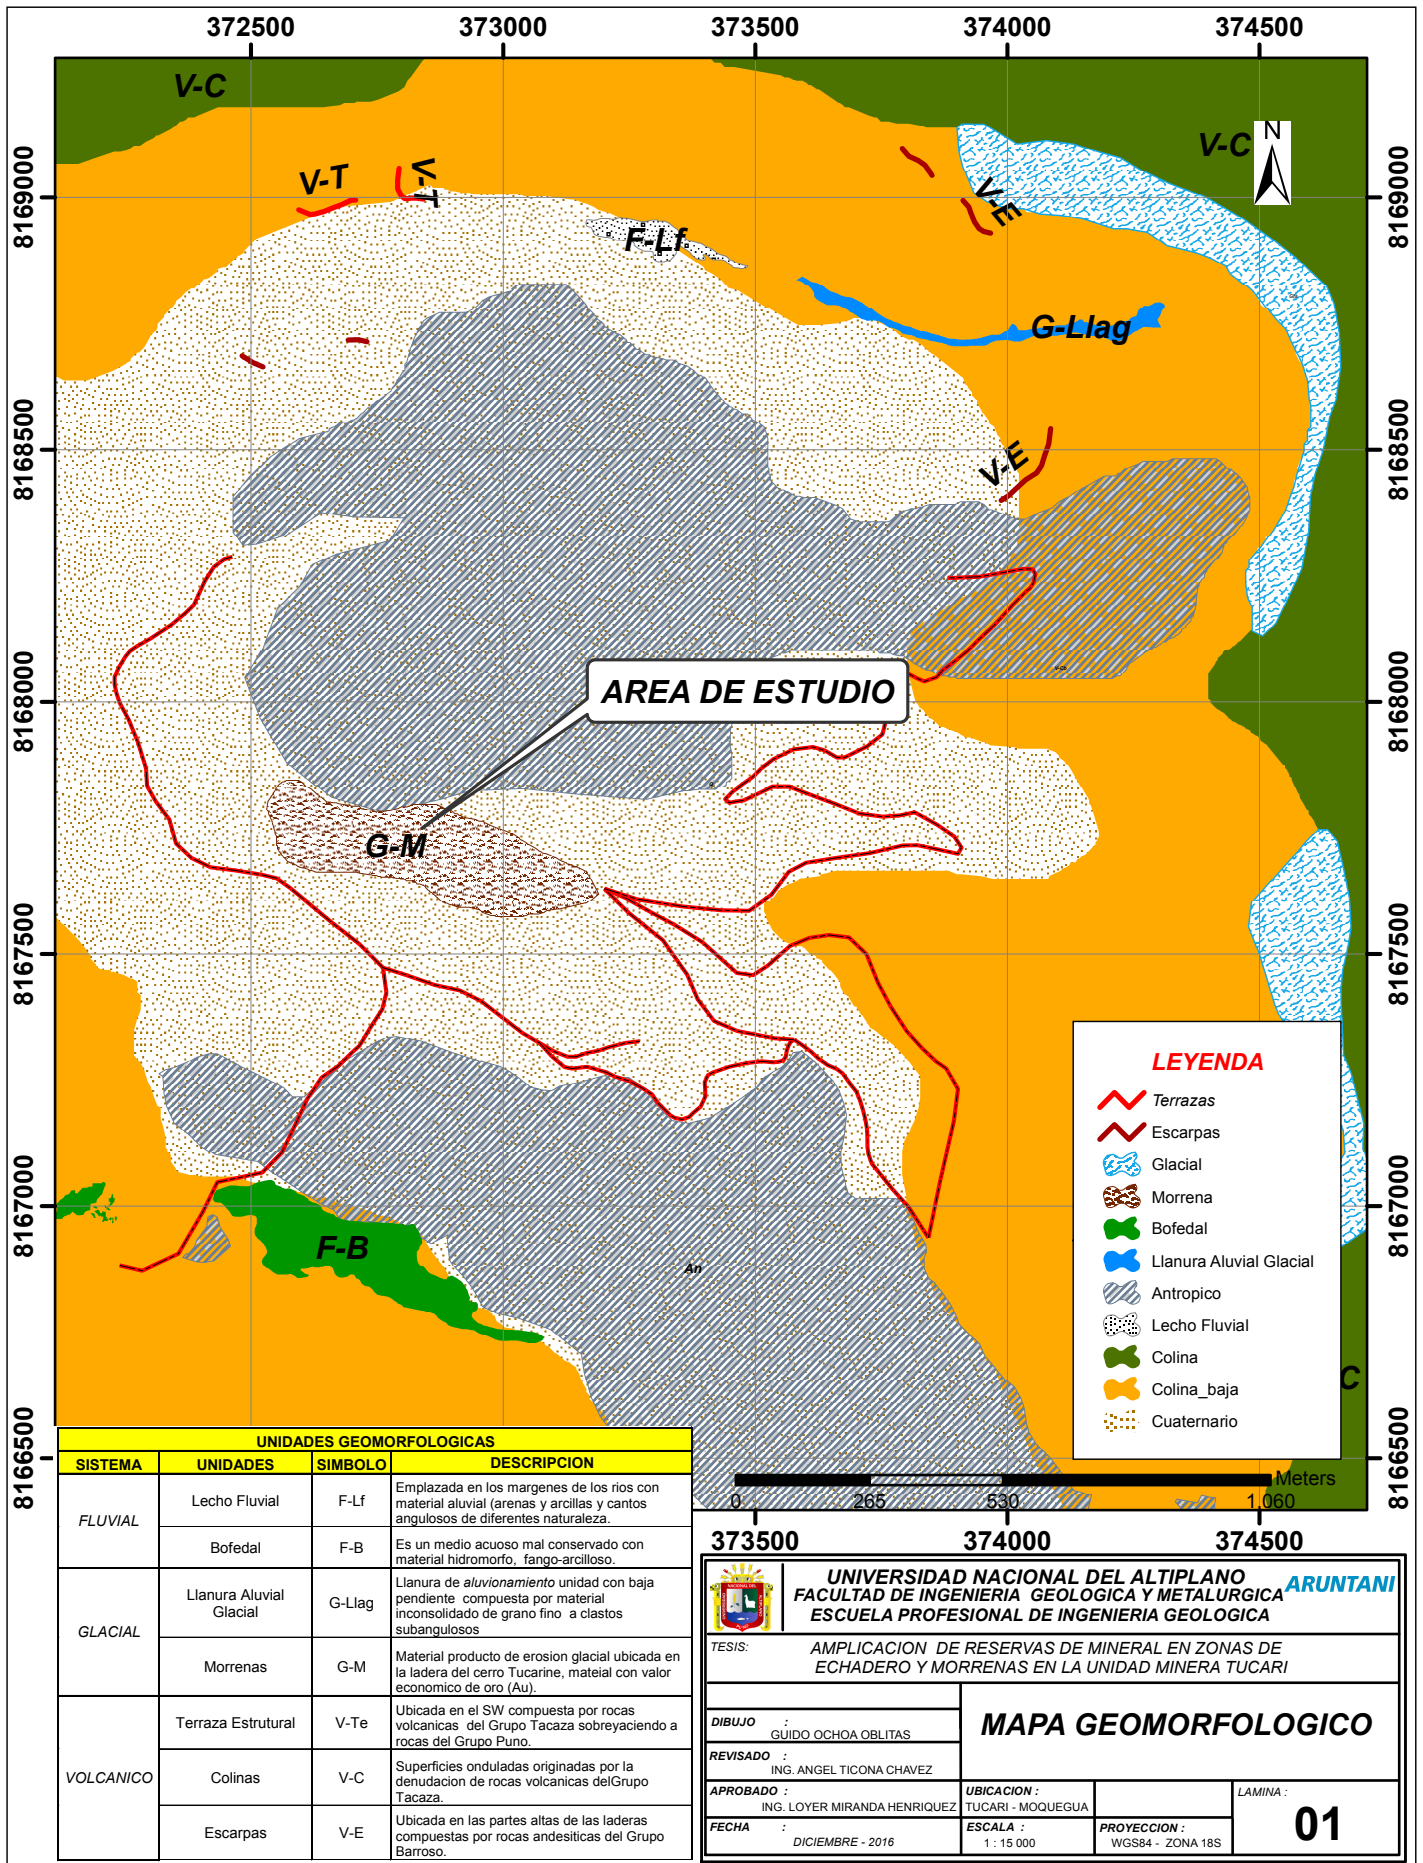 372500 373000 373500 374000 374500
V-C
V-C
V-T
V-T
V-E
F-Lf
G-Llag
V-E
8169000
8168500
8168000
8167500
8167000
8166500
8169000
8168500
8168000
8167500
8167000
8166500
N
V-Cb
AREA DE ESTUDIO
G-M
F-B
An
C
LEYENDA
Terrazas
Escarpas
Glacial
Morrena
Bofedal
Llanura Aluvial Glacial
Antropico
Lecho Fluvial
Colina
Colina_baja
Cuaternario
Meters
0 265 530 1.060
373500 374000 374500
UNIDADES GEOMORFOLOGICAS
SISTEMA UNIDADES SIMBOLO DESCRIPCION
FLUVIAL
Lecho Fluvial F-Lf
Emplazada en los margenes de los rios con
material aluvial (arenas y arcillas y cantos
angulosos de diferentes naturaleza.
Bofedal F-B
Es un medio acuoso mal conservado con
material hidromorfo, fango-arcilloso.
GLACIAL
Llanura Aluvial
Glacial
G-Llag
Llanura de aluvionamiento unidad con baja
pendiente compuesta por material
inconsolidado de grano fino a clastos
subangulosos
Morrenas G-M
Material producto de erosion glacial ubicada en
la ladera del cerro Tucarine, mateial con valor
economico de oro (Au).
VOLCANICO
Terraza Estrutural V-Te
Ubicada en el SW compuesta por rocas
volcanicas del Grupo Tacaza sobreyaciendo a
rocas del Grupo Puno.
Colinas V-C
Superficies onduladas originadas por la
denudacion de rocas volcanicas delGrupo
Tacaza.
Escarpas V-E
Ubicada en las partes altas de las laderas
compuestas por rocas andesiticas del Grupo
Barroso.
UNIVERSIDAD NACIONAL DEL ALTIPLANO
FACULTAD DE INGENIERIA GEOLOGICA Y METALURGICA
ESCUELA PROFESIONAL DE INGENIERIA GEOLOGICA
ARUNTANI
TESIS: AMPLICACION DE RESERVAS DE MINERAL EN ZONAS DE
ECHADERO Y MORRENAS EN LA UNIDAD MINERA TUCARI
DIBUJO :
GUIDO OCHOA OBLITAS
REVISADO :
ING. ANGEL TICONA CHAVEZ
MAPA GEOMORFOLOGICO
APROBADO :
ING. LOYER MIRANDA HENRIQUEZ
UBICACION :
TUCARI - MOQUEGUA
LAMINA :
01
FECHA :
DICIEMBRE - 2016
ESCALA :
1 : 15 000
PROYECCION :
WGS84 - ZONA 18S